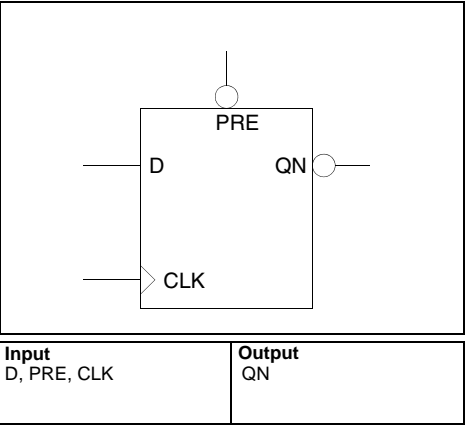 PRE
D
QN
CLK
Input
D, PRE, CLK
Output
QN